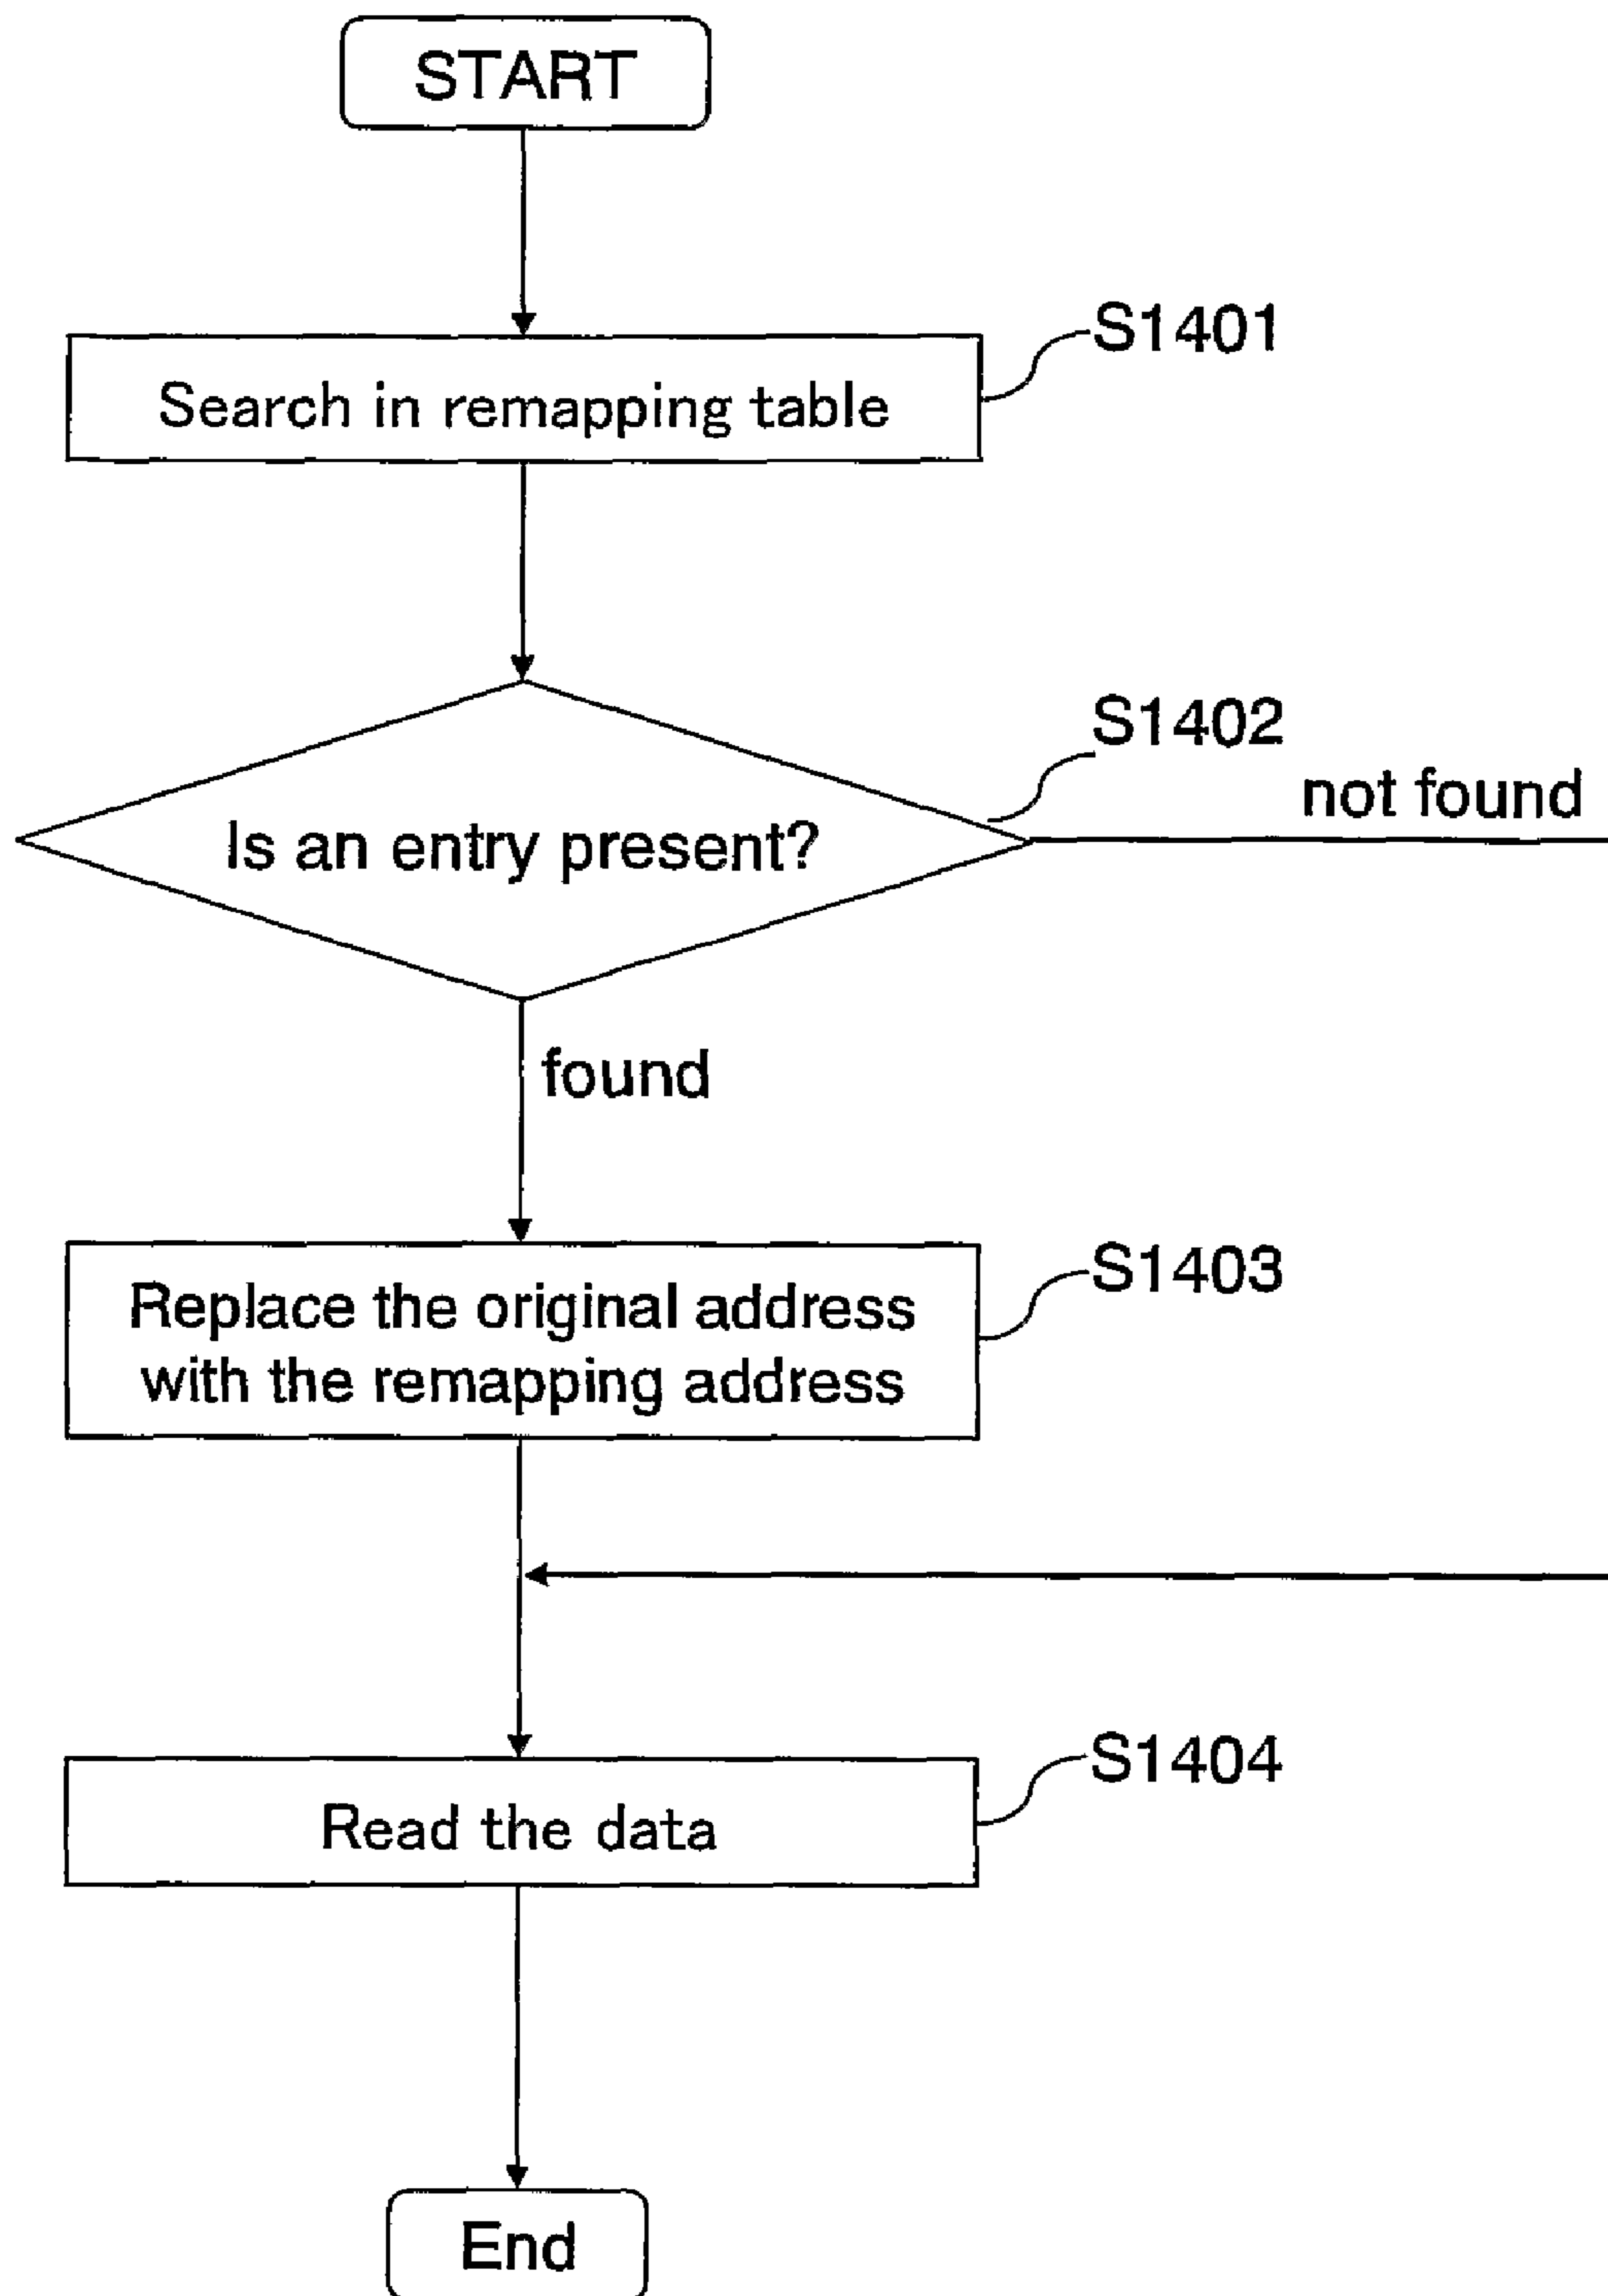 START
S1401
Search in remapping table
S1402
not found
Is an entry present?
found
S1403
Replace the original address
with the remapping address
S1404
Read the data
End